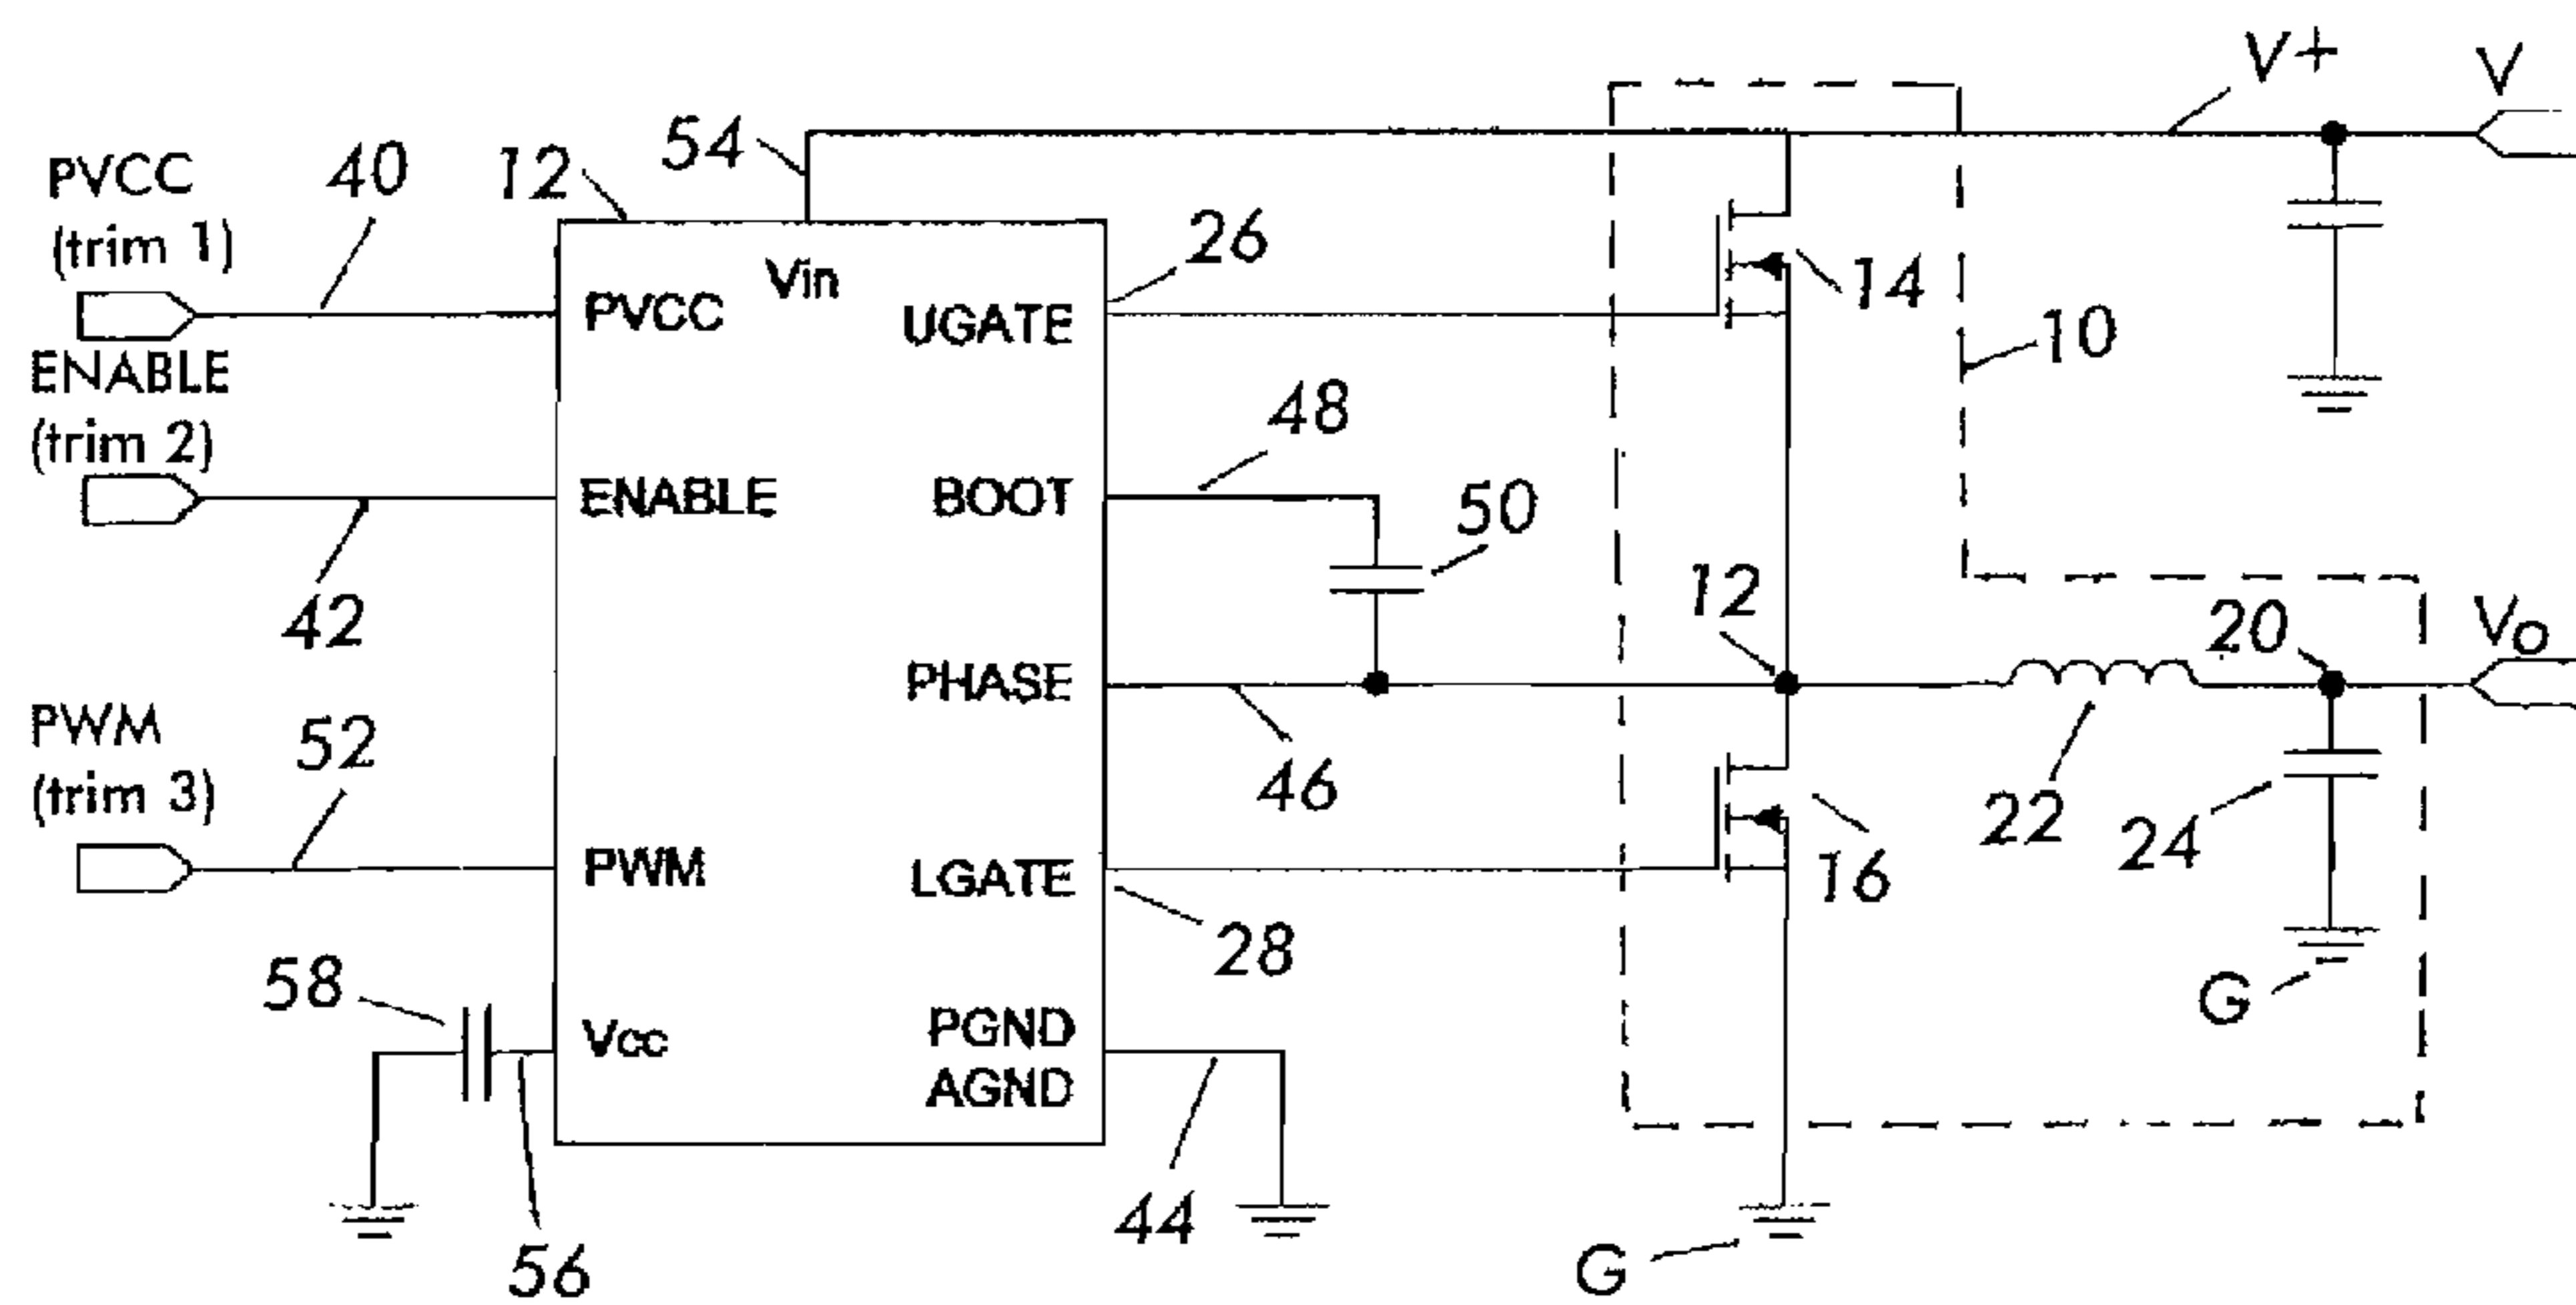 V+
V
PVCC
(trim 1)
40
12
54
26
14
10
Vin
PVCC
UGATE
ENABLE
(trim 2)
42
48
50
ENABLE
BOOT
12
20
Vo
PHASE
46
PWM
(trim 3)
52
22
24
16
PWM
LGATE
28
G
58
Vcc
PGND
AGND
56
44
G